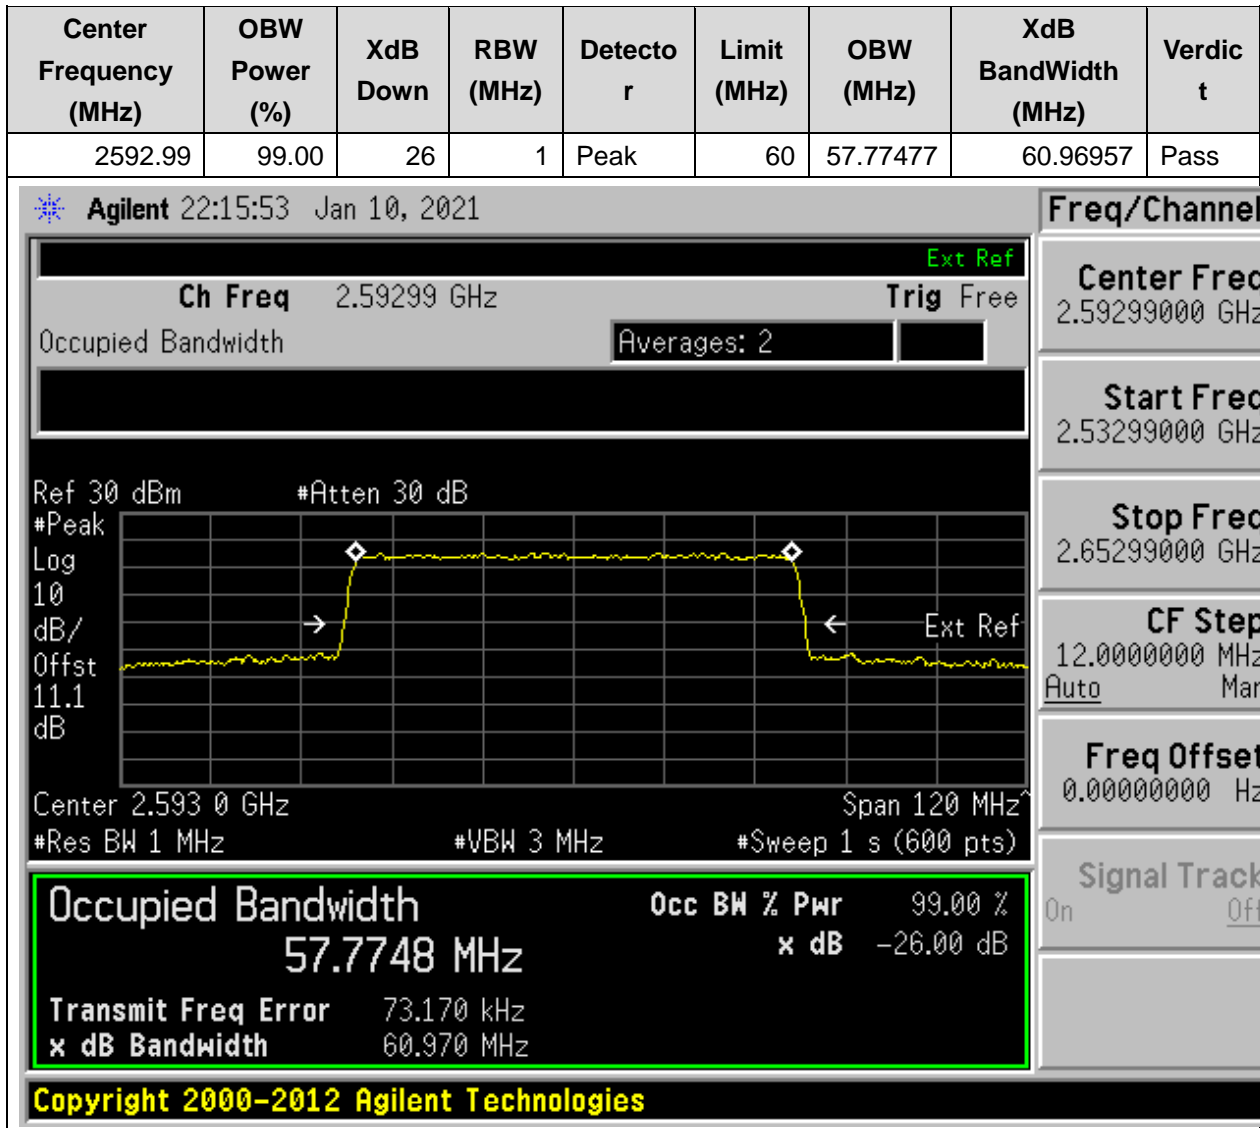 Center Frequency (MHz) OBW Power (%) XdB Down RBW (MHz) Detector Limit (MHz) OBW (MHz) XdB BandWidth (MHz) Verdict
2592.99 99.00 26 1 Peak 60 57.77477 60.96957 Pass
Agilent 22:15:53 Jan 10, 2021
Freq/Channel
Ext Ref
Ch Freq 2.59299 GHz Trig Free
Occupied Bandwidth Averages: 2
Center Freq
2.59299000 GHz
Start Freq
2.53299000 GHz
Stop Freq
2.65299000 GHz
CF Step
12.0000000 MHz
Auto Man
Freq Offset
0.00000000 Hz
Signal Track
On Off
Ref 30 dBm #Atten 30 dB
#Peak
Log
10
dB/
Offst
11.1
dB
Ext Ref
Center 2.593 0 GHz Span 120 MHz^
#Res BW 1 MHz #VBW 3 MHz #Sweep 1 s (600 pts)
Occupied Bandwidth Occ BW % Pwr 99.00 %
57.7748 MHz x dB -26.00 dB
Transmit Freq Error 73.170 kHz
x dB Bandwidth 60.970 MHz
Copyright 2000-2012 Agilent Technologies